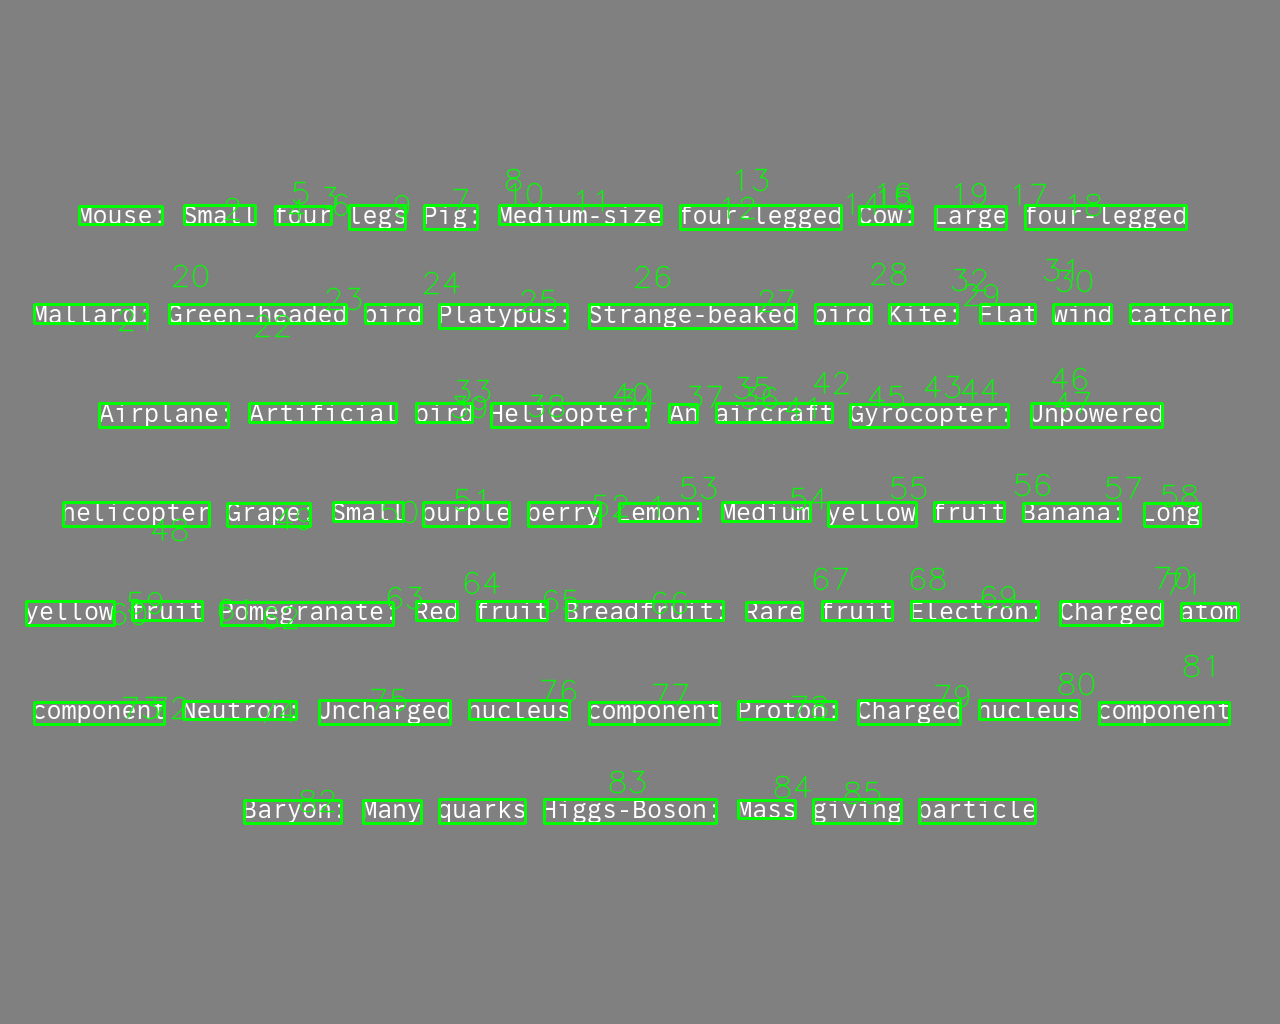 Mouse: Small four legs Pig: Medium-size four-legged Cow: Large four-legged
Mallard: Green-headed bird Platypus: Strange-beaked bird Kite: Flat wind catcher
Airplane: Artificial bird Helicopter: An aircraft Gyrocopter: Unpowered
helicopter Grape: Small purple berry Lemon: Medium yellow fruit Banana: Long
yellow fruit Pomegranate: Red fruit Breadfruit: Rare fruit Electron: Charged atom
component Neutron: Uncharged nucleus component Proton: Charged nucleus component
Baryon: Many quarks Higgs-Boson: Mass giving particle